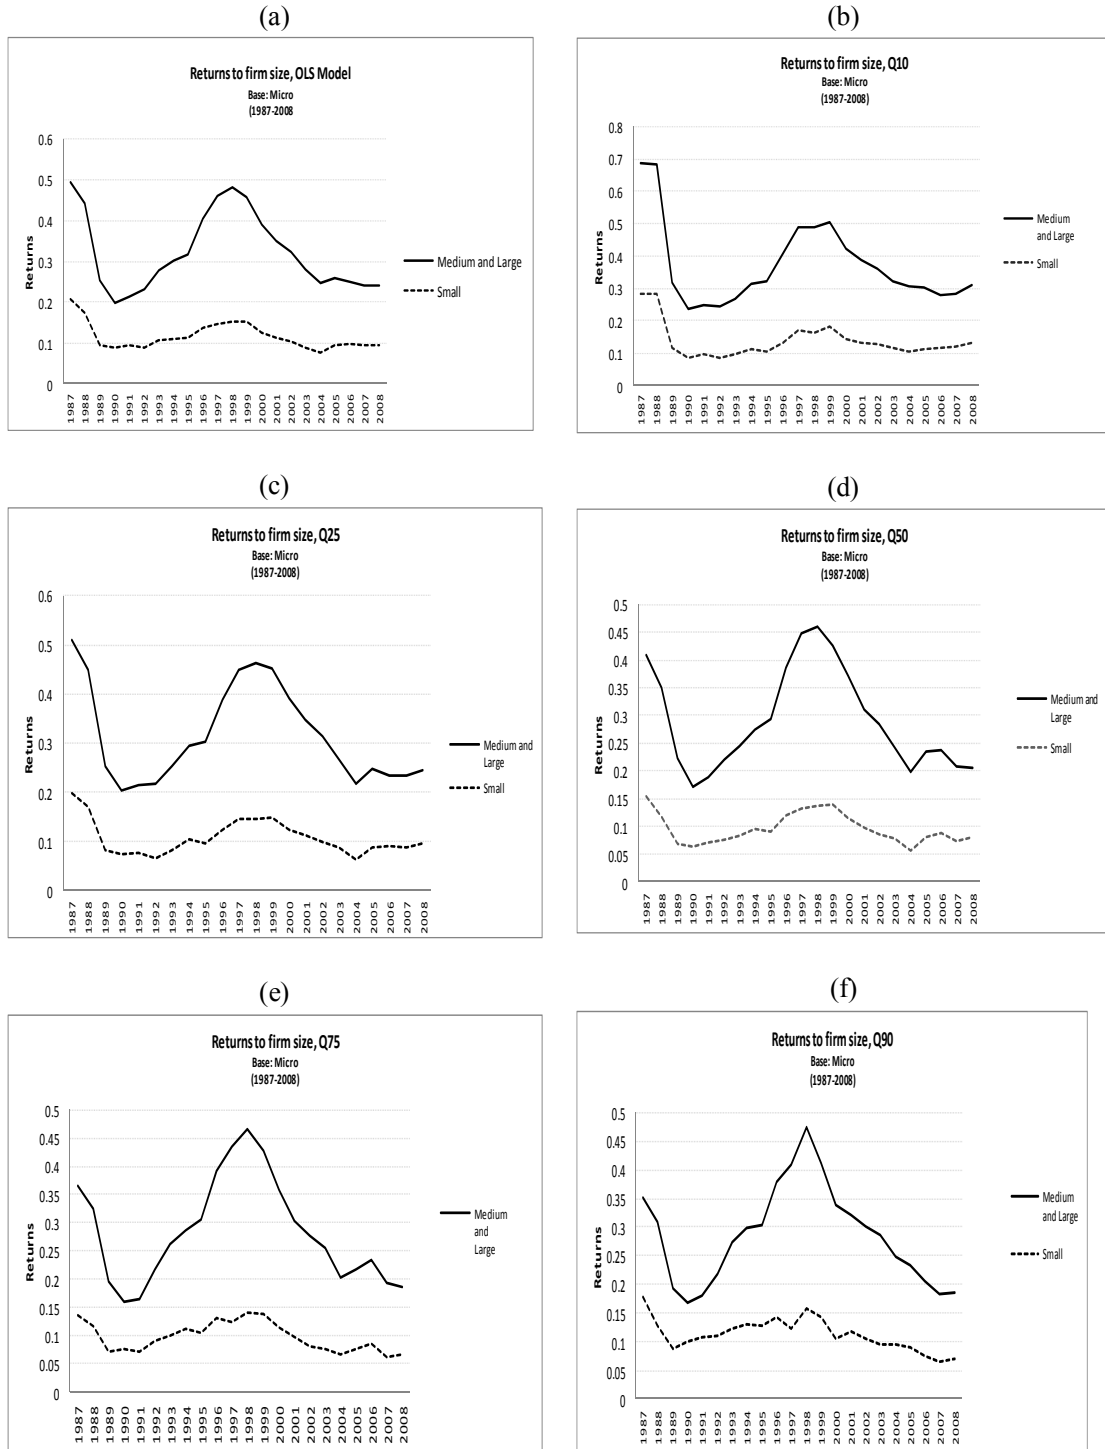 (a)
Returns to firm size, OLS Model
Base: Micro
(1987-2008
0.6
0.5
0.4
0.3
0.2
0.1
0
Returns
1987 1988 1989 1990 1991 1992 1993 1994 1995 1996 1997 1998 1999 2000 2001 2002 2003 2004 2005 2006 2007 2008
Medium and Large
Small
(b)
Returns to firm size, Q10
Base: Micro
(1987-2008)
0.8
0.7
0.6
0.5
0.4
0.3
0.2
0.1
0
Returns
1987 1988 1989 1990 1991 1992 1993 1994 1995 1996 1997 1998 1999 2000 2001 2002 2003 2004 2005 2006 2007 2008
Medium
and Large
Small
(c)
Returns to firm size, Q25
Base: Micro
(1987-2008)
0.6
0.5
0.4
0.3
0.2
0.1
0
Returns
1987 1988 1989 1990 1991 1992 1993 1994 1995 1996 1997 1998 1999 2000 2001 2002 2003 2004 2005 2006 2007 2008
Medium and
Large
Small
(d)
Returns to firm size, Q50
Base: Micro
(1987-2008)
0.5
0.45
0.4
0.35
0.3
0.25
0.2
0.15
0.1
0.05
0
Returns
1987 1988 1989 1990 1991 1992 1993 1994 1995 1996 1997 1998 1999 2000 2001 2002 2003 2004 2005 2006 2007 2008
Medium and
Large
Small
(e)
Returns to firm size, Q75
Base: Micro
(1987-2008)
0.5
0.45
0.4
0.35
0.3
0.25
0.2
0.15
0.1
0.05
0
Returns
1987 1988 1989 1990 1991 1992 1993 1994 1995 1996 1997 1998 1999 2000 2001 2002 2003 2004 2005 2006 2007 2008
Medium
and
Large
(f)
Returns to firm size, Q90
Base: Micro
(1987-2008)
0.5
0.45
0.4
0.35
0.3
0.25
0.2
0.15
0.1
0.05
0
Returns
1987 1988 1989 1990 1991 1992 1993 1994 1995 1996 1997 1998 1999 2000 2001 2002 2003 2004 2005 2006 2007 2008
Medium
and Large
Small